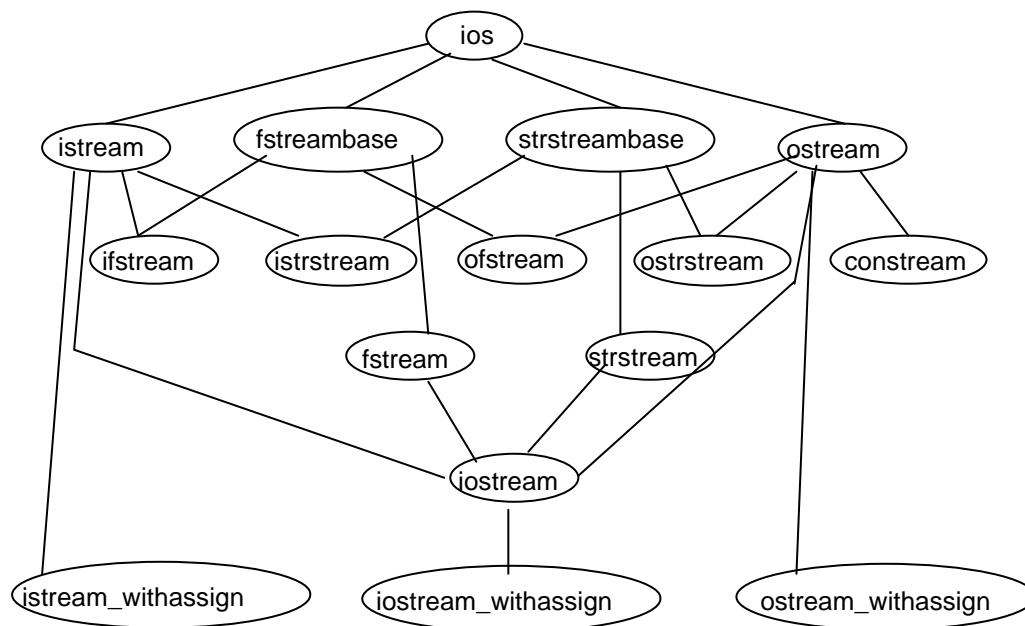 ios
istream
fstreambase
strstreambase
ostream
ifstream
istrstream
ofstream
ostrstream
constream
fstream
strstream
iostream
istream_withassign
iostream_withassign
ostream_withassign